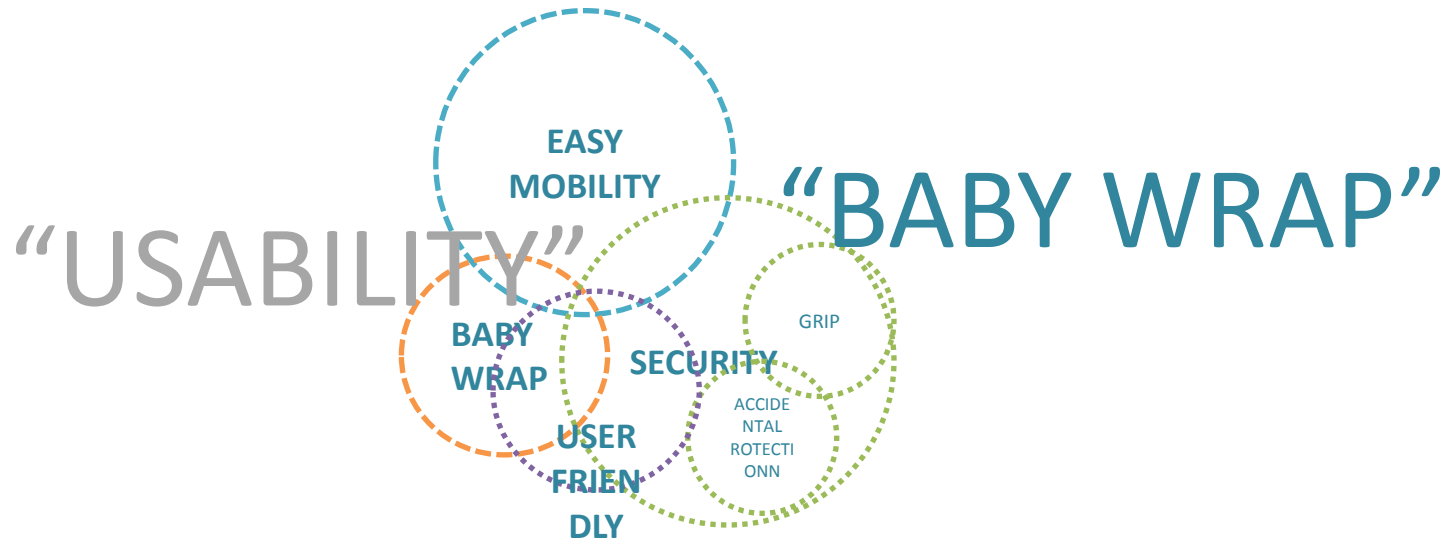 EASY
MOBILITY
“BABY WRAP”
“USABILITY”
GRIP
BABY
WRAP
SECURITY
ACCIDE
NTAL
ROTECTI
ONN
USER
FRIEN
DLY